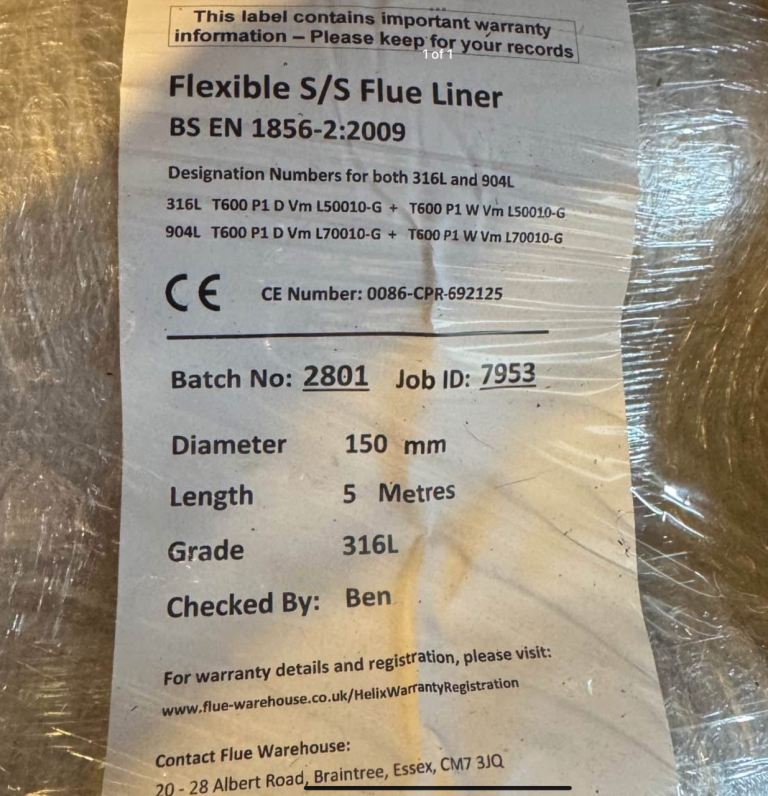 This label contains important warranty
information – Please keep for your records
1 of 1
Flexible S/S Flue Liner
BS EN 1856-2:2009
Designation Numbers for both 316L and 904L
316L T600 P1 D Vm L50010-G + T600 P1 W Vm L50010-G
904L T600 P1 D Vm L70010-G + T600 P1 W Vm L70010-G
CE CE Number: 0086-CPR-692125
Batch No: 2801 Job ID: 7953
Diameter 150 mm
Length 5 Metres
Grade 316L
Checked By: Ben
For warranty details and registration, please visit:
www.flue-warehouse.co.uk/HelixWarrantyRegistration
Contact Flue Warehouse:
20 - 28 Albert Road, Braintree, Essex, CM7 3JQ